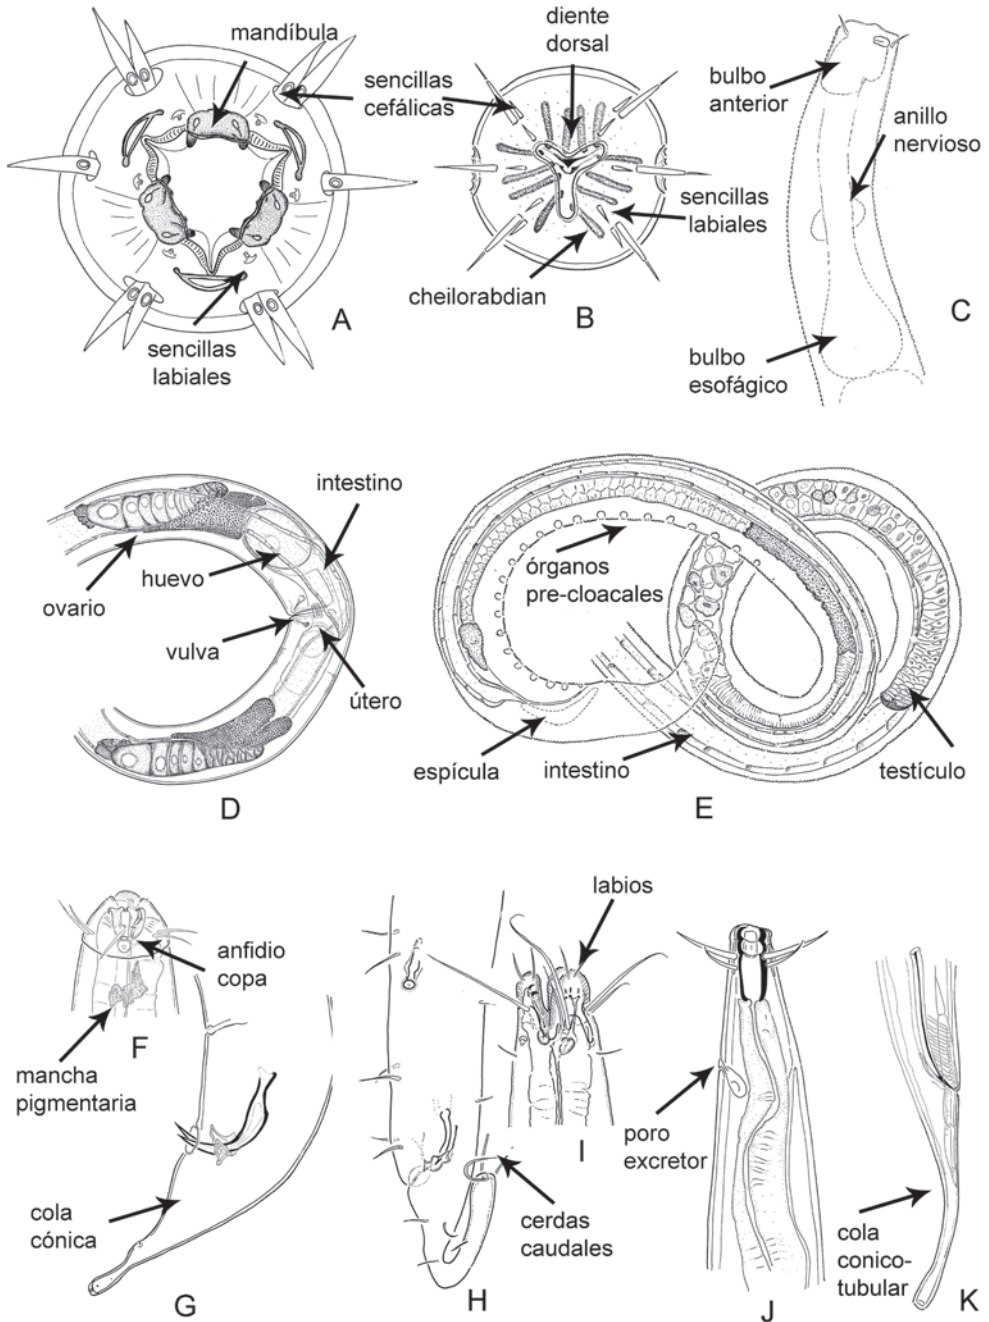 mandíbula
sencillas
cefálicas
sencillas
labiales
A
diente
dorsal
sencillas
labiales
cheilorabdian
B
bulbo
anterior
anillo
nervioso
bulbo
esofágico
C
intestino
huevo
ovario
vulva
útero
D
órganos
pre-cloacales
espícula
intestino
testículo
E
anfidio
copa
F
mancha
pigmentaria
cola
cónica
G
labios
I
cerdas
caudales
H
poro
excretor
J
cola
conico-
tubular
K